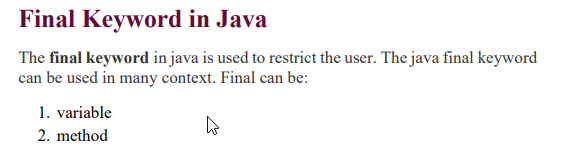 Final Keyword in Java
The final keyword in java is used to restrict the user. The java final keyword
can be used in many context. Final can be:
1. variable
2. method